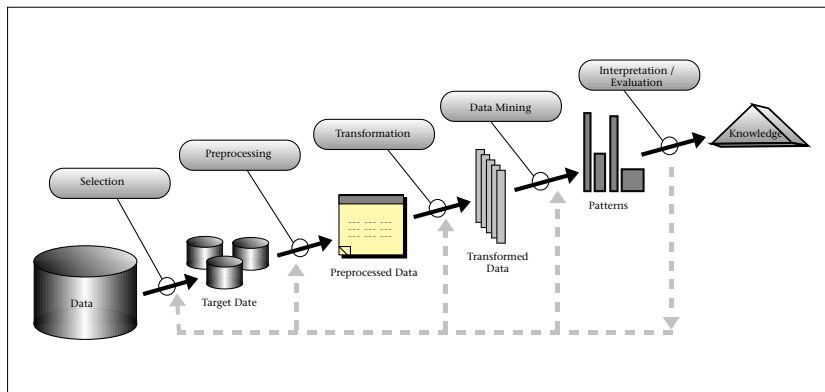 Interpretation /
Evaluation
Data Mining
Transformation
Preprocessing
Selection
Knowledge
Patterns
Transformed
Data
Preprocessed Data
Target Date
Data